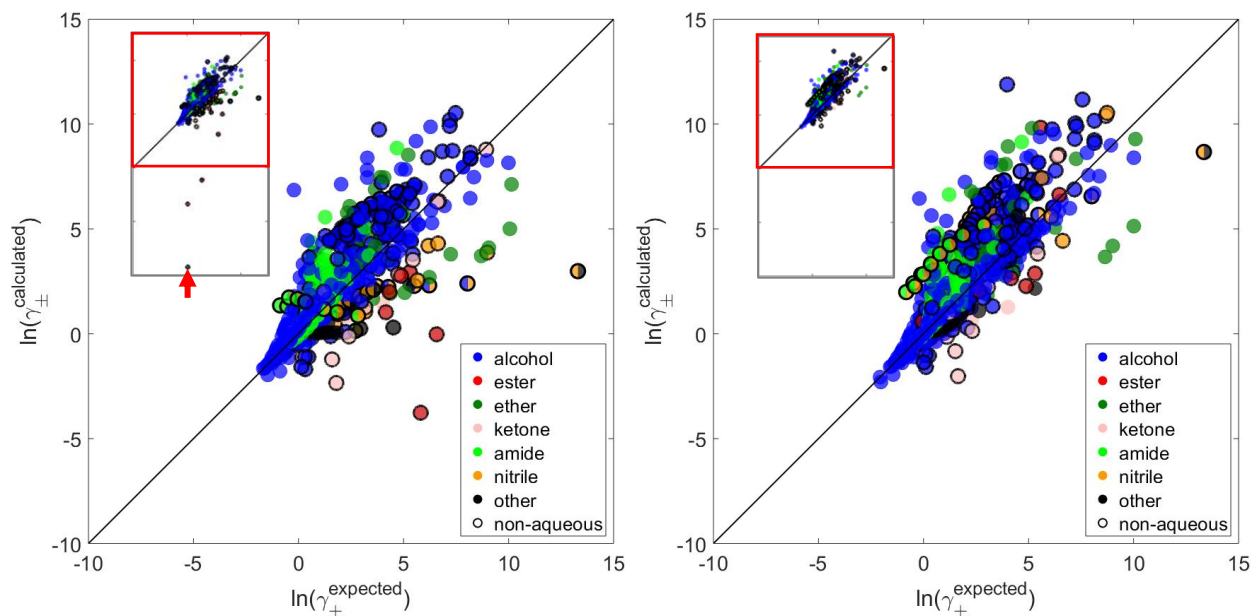 15
10
5
0
-5
-10
-10
-5
0
5
10
15
ln(γ±^calculated)
ln(γ±^expected)
alcohol
ester
ether
ketone
amide
nitrile
other
non-aqueous
15
10
5
0
-5
-10
-10
-5
0
5
10
15
ln(γ±^calculated)
ln(γ±^expected)
alcohol
ester
ether
ketone
amide
nitrile
other
non-aqueous